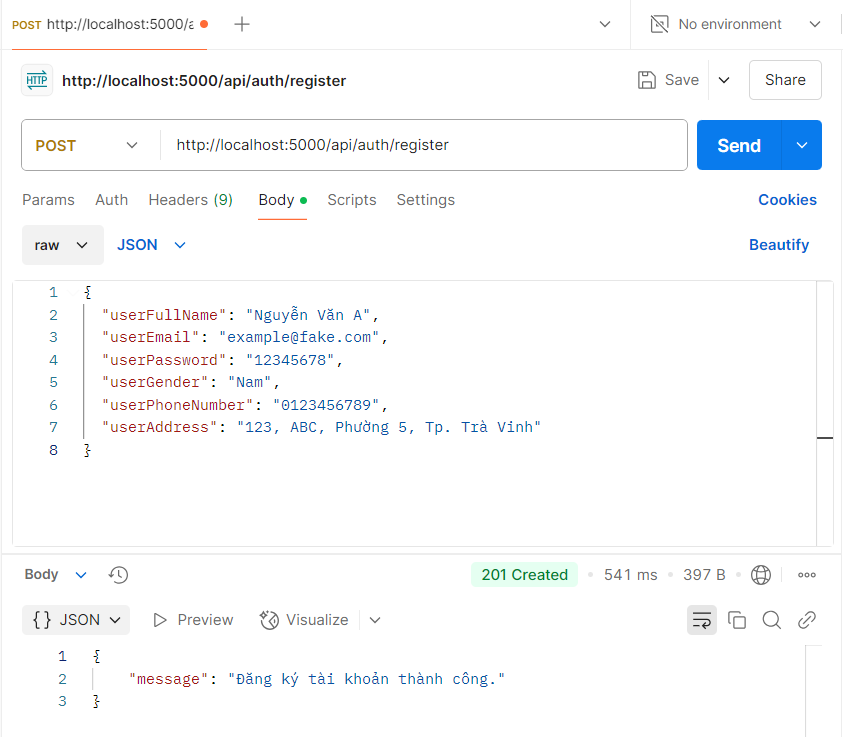 POST http://localhost:5000/a
No environment
HTTP http://localhost:5000/api/auth/register
Save
Share
POST
http://localhost:5000/api/auth/register
Send
Params Auth Headers (9) Body Scripts Settings
Cookies
raw JSON
Beautify
1 {
2 "userFullName": "Nguyễn Văn A",
3 "userEmail": "example@fake.com",
4 "userPassword": "12345678",
5 "userGender": "Nam",
6 "userPhoneNumber": "0123456789",
7 "userAddress": "123, ABC, Phường 5, Tp. Trà Vinh"
8 }
Body
201 Created • 541 ms • 397 B •
{} JSON Preview Visualize
1 {
2 "message": "Đăng ký tài khoản thành công."
3 }